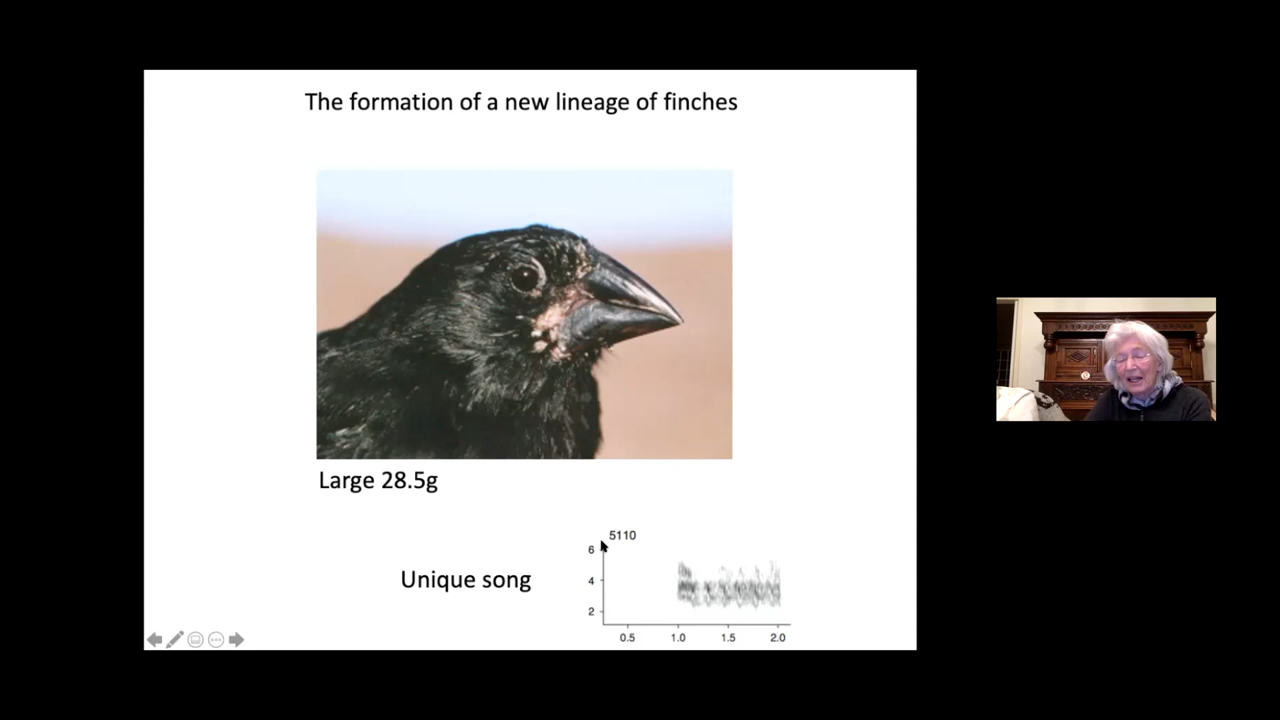 The formation of a new lineage of finches
Large 28.5g
Unique song
5110
6
4
2
0.5 1.0 1.5 2.0